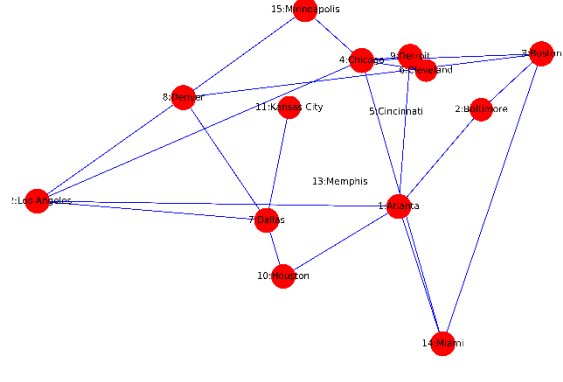 15:Minneapolis
4:Chicago
9:Detroit
3:Boston
6:Cleveland
8:Denver
11:Kansas City
5:Cincinnati
2:Baltimore
13:Memphis
?:Los Angeles
1:Atlanta
7:Dallas
10:Houston
14:Miami